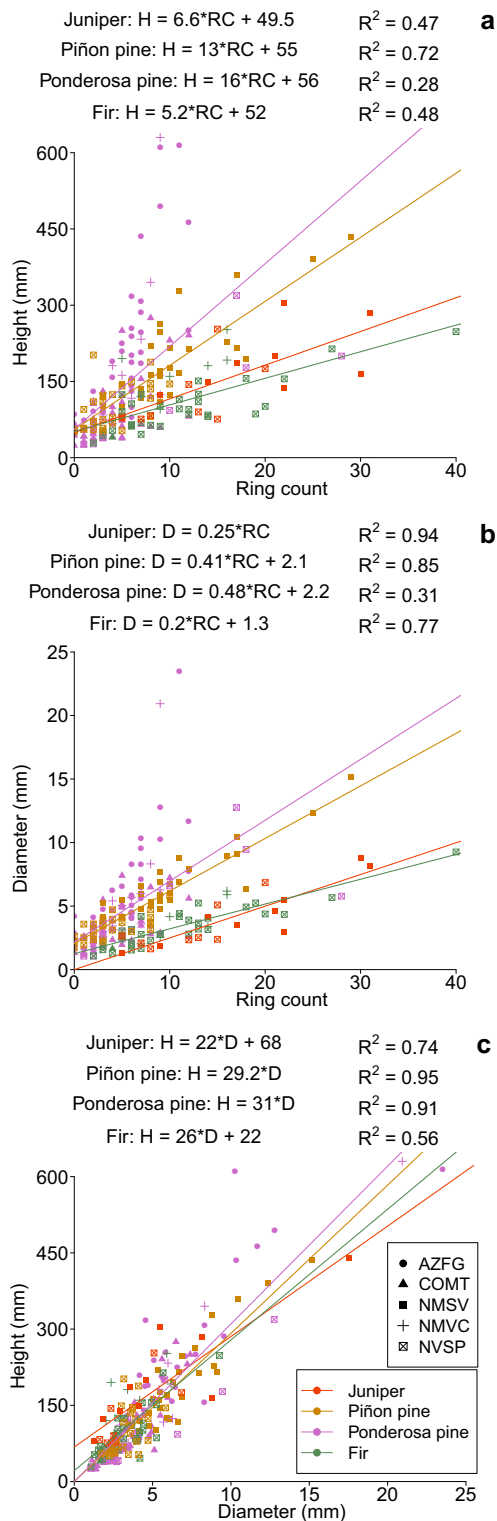 a
Juniper: H = 6.6*RC + 49.5 R² = 0.47
Piñon pine: H = 13*RC + 55 R² = 0.72
Ponderosa pine: H = 16*RC + 56 R² = 0.28
Fir: H = 5.2*RC + 52 R² = 0.48
600
450
300
150
0
Height (mm)
0 10 20 30 40
Ring count
b
Juniper: D = 0.25*RC R² = 0.94
Piñon pine: D = 0.41*RC + 2.1 R² = 0.85
Ponderosa pine: D = 0.48*RC + 2.2 R² = 0.31
Fir: D = 0.2*RC + 1.3 R² = 0.77
25
20
15
10
5
0
Diameter (mm)
0 10 20 30 40
Ring count
c
Juniper: H = 22*D + 68 R² = 0.74
Piñon pine: H = 29.2*D R² = 0.95
Ponderosa pine: H = 31*D R² = 0.91
Fir: H = 26*D + 22 R² = 0.56
600
450
300
150
0
Height (mm)
AZFG
COMT
NMSV
NMVC
NVSP
Juniper
Piñon pine
Ponderosa pine
Fir
0 5 10 15 20 25
Diameter (mm)